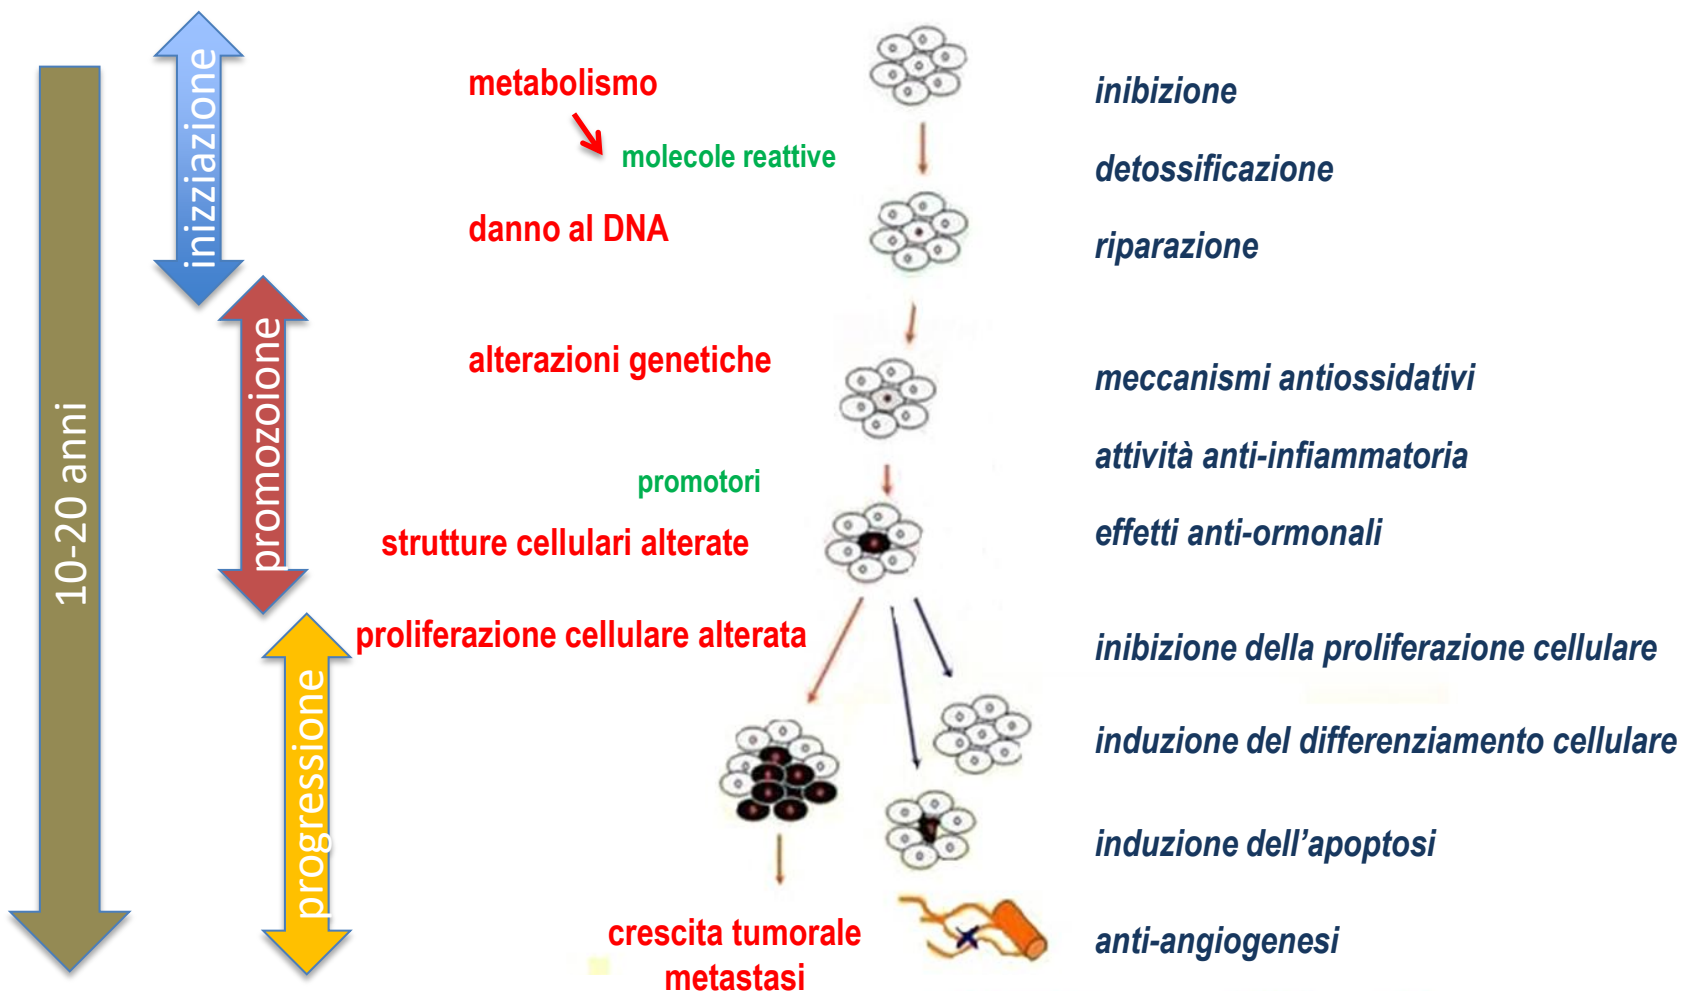 10-20 anni
inizziazione
promozoione
progressione
metabolismo
molecole reattive
danno al DNA
alterazioni genetiche
promotori
strutture cellulari alterate
proliferazione cellulare alterata
crescita tumorale
metastasi
inibizione
detossificazione
riparazione
meccanismi antiossidativi
attività anti-infiammatoria
effetti anti-ormonali
inibizione della proliferazione cellulare
induzione del differenziamento cellulare
induzione dell’apoptosi
anti-angiogenesi